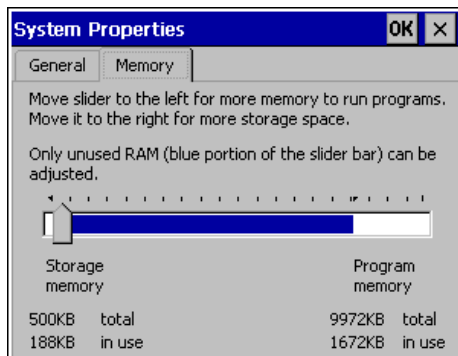 System Properties OK ×
General Memory
Move slider to the left for more memory to run programs.
Move it to the right for more storage space.
Only unused RAM (blue portion of the slider bar) can be
adjusted.
Storage Program
memory memory
500KB total 9972KB total
188KB in use 1672KB in use